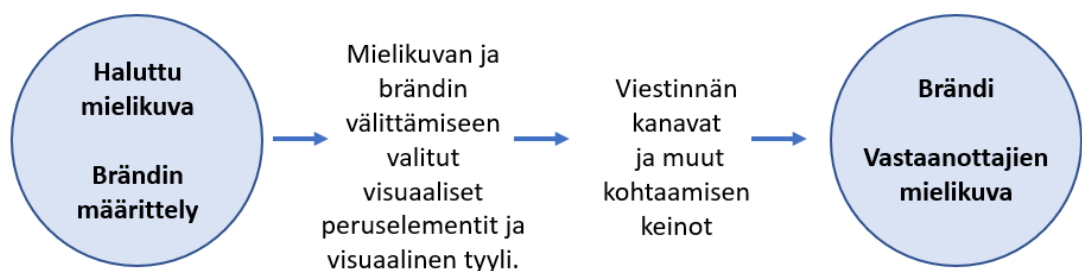 Haluttu
mielikuva
Brändin
määrittely
Mielikuvan ja
brändin
välittämiseen
valitut
visuaaliset
peruselementit ja
visuaalinen tyyli.
Viestinnän
kanavat
ja muut
kohtaamisen
keinot
Brändi
Vastaanottajien
mielikuva